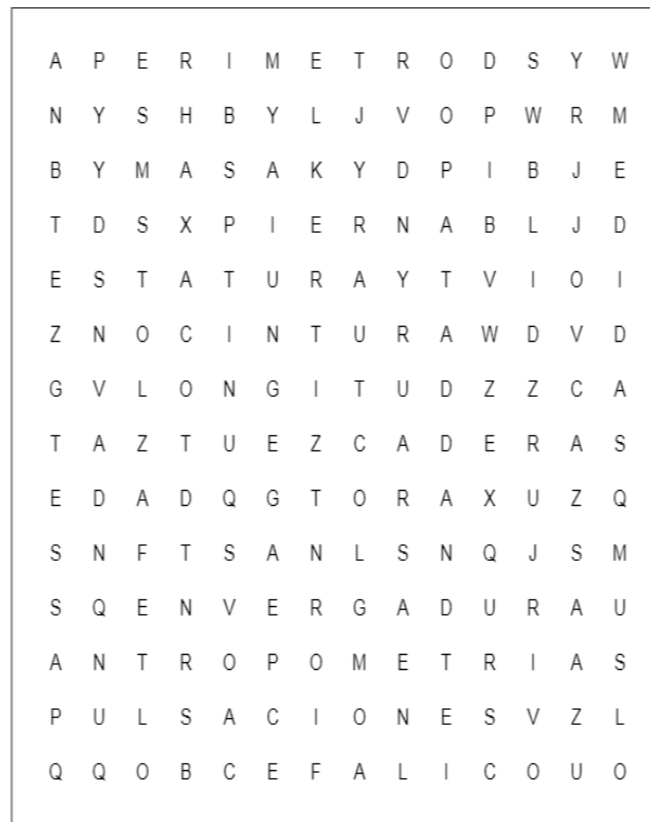 A P E R I M E T R O D S Y W
N Y S H B Y L J V O P W R M
B Y M A S A K Y D P I B J E
T D S X P I E R N A B L J D
E S T A T U R A Y T V I O I
Z N O C I N T U R A W D V D
G V L O N G I T U D Z Z C A
T A Z T U E Z C A D E R A S
E D A D Q G T O R A X U Z Q
S N F T S A N L S N Q J S M
S Q E N V E R G A D U R A U
A N T R O P O M E T R I A S
P U L S A C I O N E S V Z L
Q Q O B C E F A L I C O U O